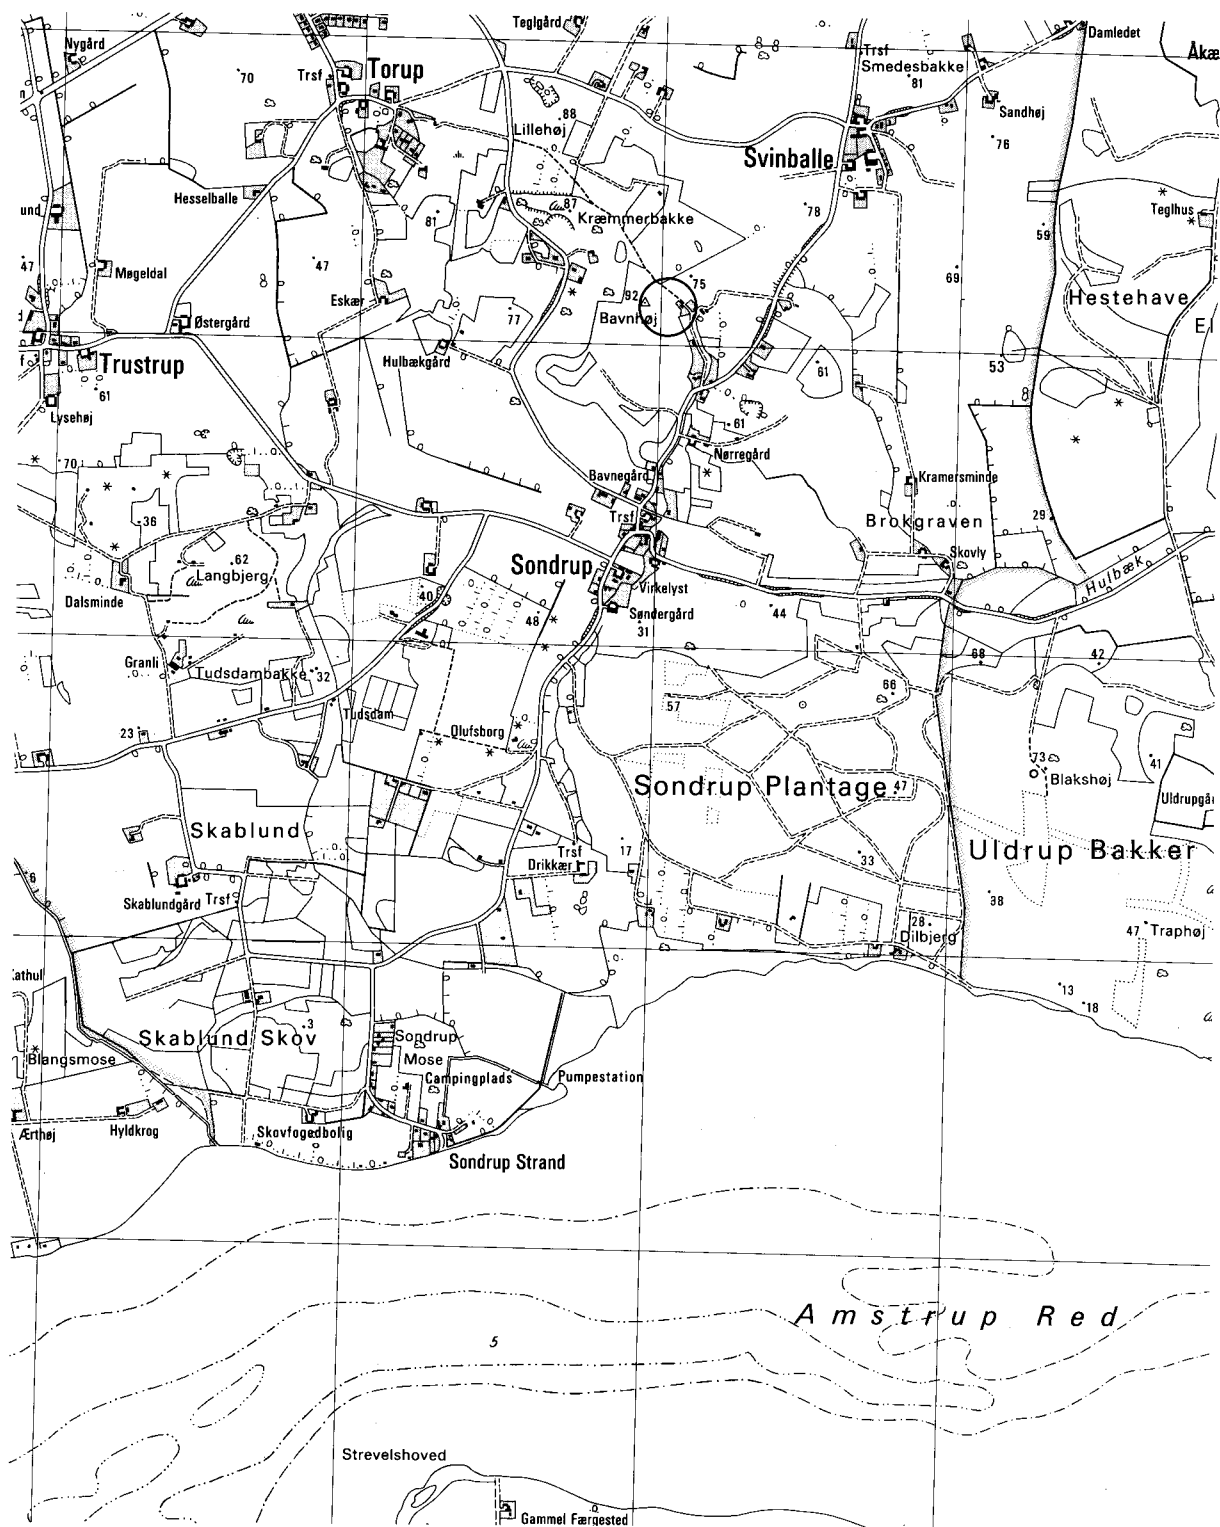 Teglgård
Damledet
Nygård
70
Trsf
Torup
Trsf
Smedesbakke
81
Sandhøj
88
Lillehøj
76
Svinballe
Hesselballe
81
87
Kræmmerbakke
78
Teglhus
59
47
Møgeldal
47
69
75
Eskær
92
Bavnhøj
Hestehave
Østergård
77
Trustrup
Hulbækgård
53
61
61
Lysehøj
61
Nørregård
70
Bavnegård
Kramersminde
36
Trsf
Brokgraven
29
62
Langbjerg
Sondrup
Skovly
Hulbæk
Dalsminde
40
Virkelyst
48
Søndergård
44
31
Granli
Tudsdambakke
32
68
42
66
57
Tudsdam
23
Olufsborg
73
41
Sondrup Plantage
47
Blakshøj
Skablund
Trsf
17
33
Uldrup Bakker
Drikkær
6
Skablundgård
Trsf
38
28
Dilbjerg
47
Traphøj
13
18
3
Skablund Skov
Sondrup
Mose
Blangsmose
Campingplads
Pumpestation
Ærthøj
Hyldkrog
Skovfogedbolig
Sondrup Strand
Amstrup Red
5
Strevelshoved
Gammel Færgested